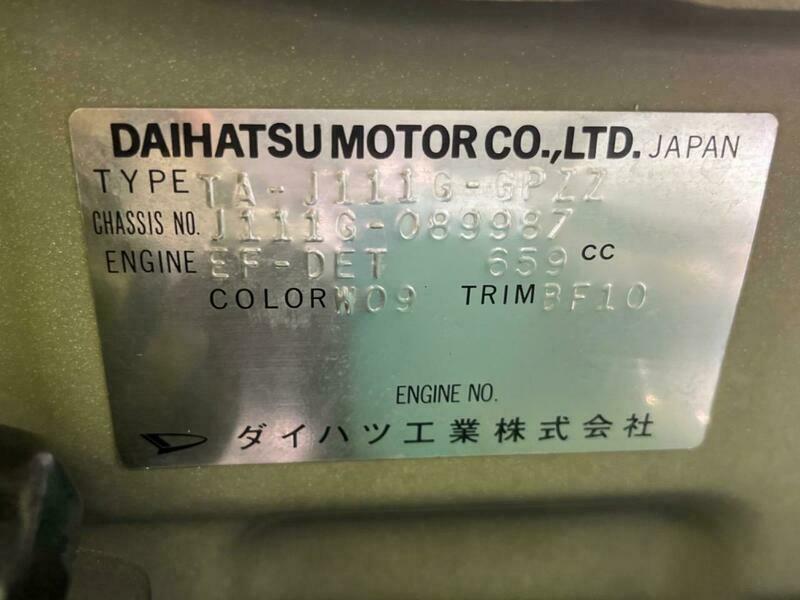 DAIHATSU MOTOR CO.,LTD. JAPAN
TYPE TA-J111G-GPZZ
CHASSIS NO. J111G-089987
ENGINE EF-DET 659 CC
COLOR W09 TRIM BF10
ENGINE NO.
ダイハツ工業株式会社